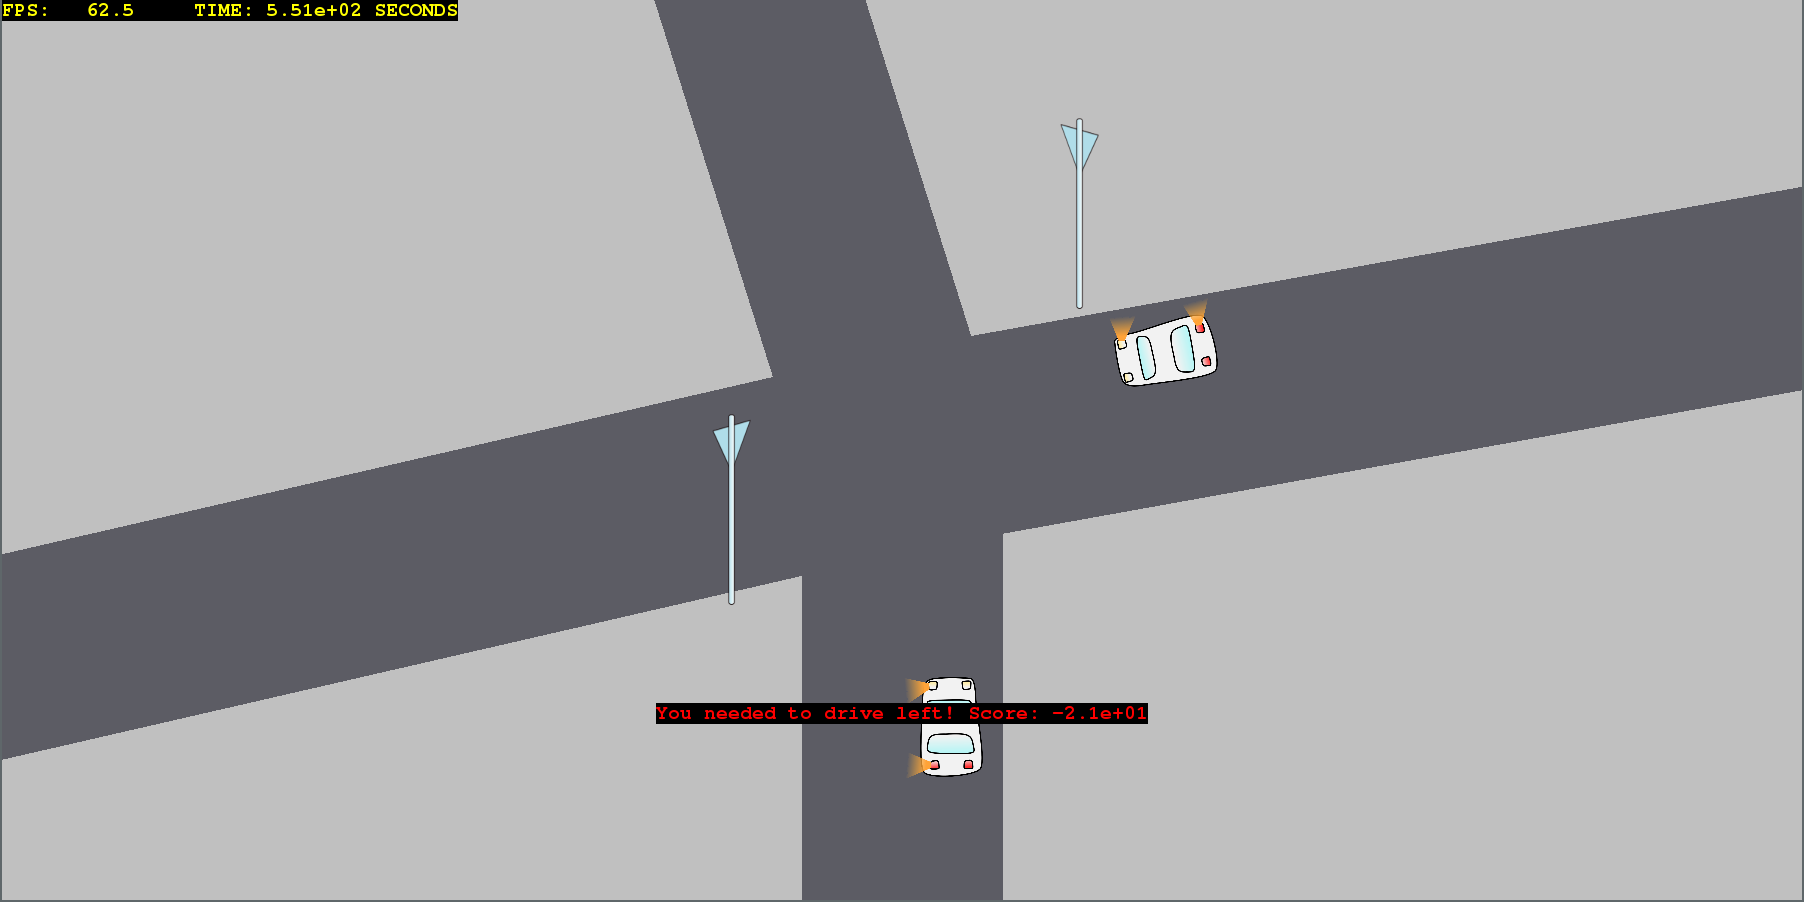 FPS:   62.5     TIME: 5.51e+02 SECONDS
You needed to drive left! Score: −2.1e+01